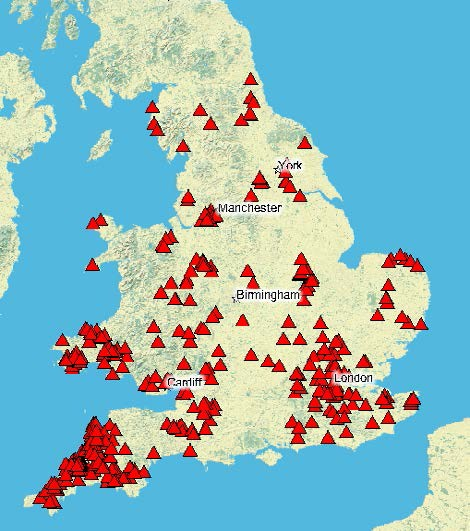 York
Manchester
Birmingham
London
Cardiff